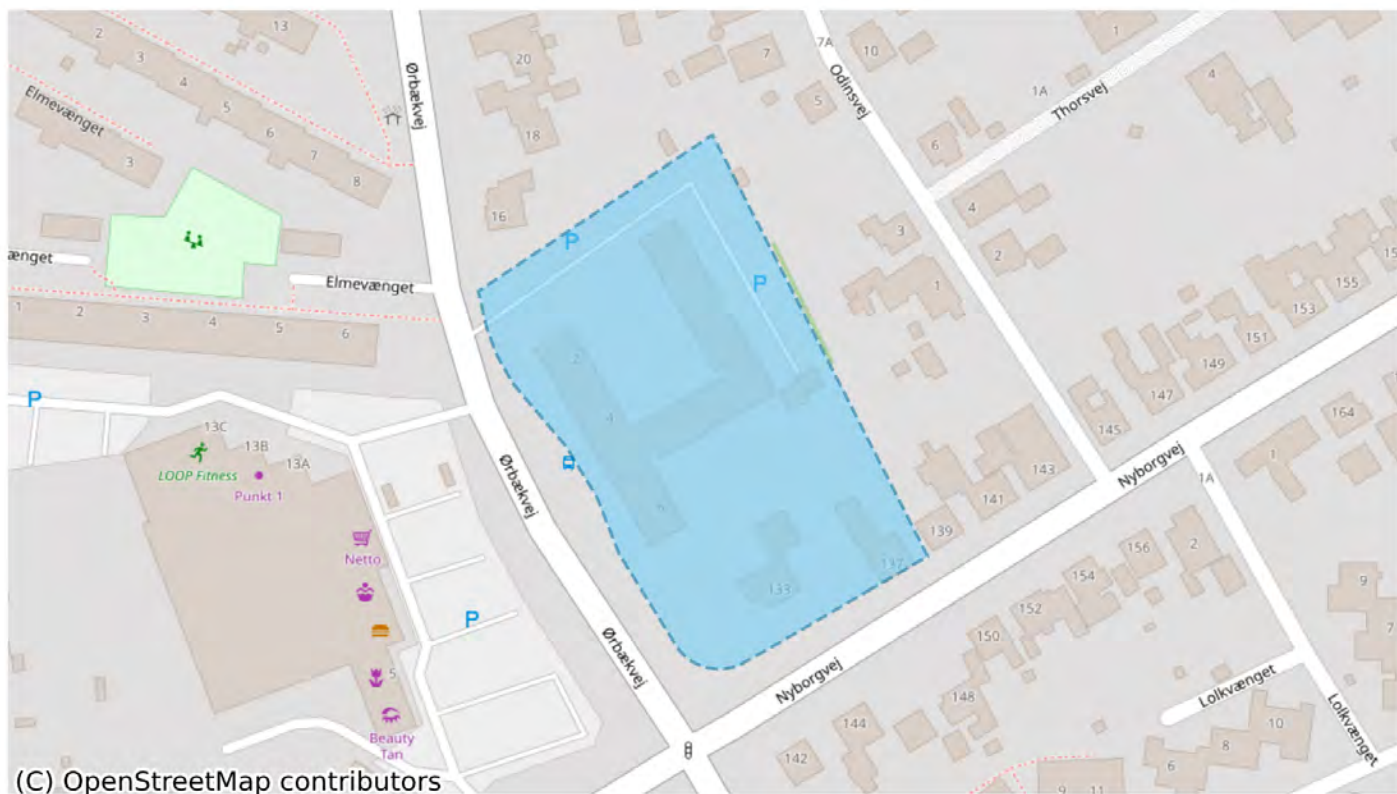 13
2
3
4
5
6
7
8
Elmevænget
3
Ørbækvej
20
18
16
7
5
7A
10
Odinsvej
6
1A
Thorsvej
1
4
4
2
3
1
P
P
ænget
Elmevænget
1
2
3
4
5
6
P
13C
13B
13A
LOOP Fitness
Punkt 1
Netto
5
Beauty
Tan
P
Ørbækvej
Ørbækvej
2
4
6
133
137
139
141
143
145
147
149
151
153
155
15
Nyborgvej
Nyborgvej
164
1
1A
2
156
154
152
150
148
144
142
9
7
Lolkvænget
Lolkvænget
10
8
6
9
11
(C) OpenStreetMap contributors